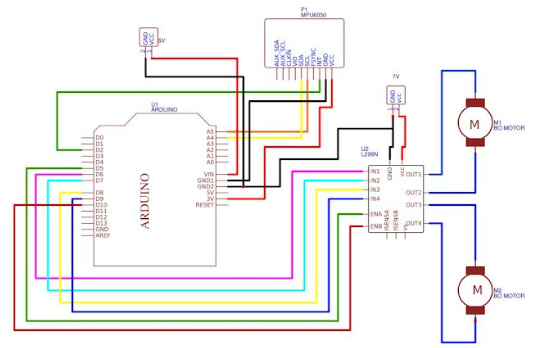 P1
MPU6050
GND
VCC
5V
AUX_SDA
AUX_SCL
CLKIN
VIO
SDA
SCL
FSYNC
INT
GND
VCC
7V
GND
VCC
U1
ARDUINO
D0
D1
D2
D3
D4
D5
D6
D7
D8
D9
D10
D11
D12
D13
GND
AREF
ARDUINO
A5
A4
A3
A2
A1
A0
VIN
GND1
GND2
5V
3V
RESET
U2
L298N
GND
VCC
IN1
IN2
IN3
IN4
ENA
ENB
ISENSA
ISENSB
OUT1
OUT2
OUT3
OUT4
M
M1
BO MOTOR
M
M2
BO MOTOR